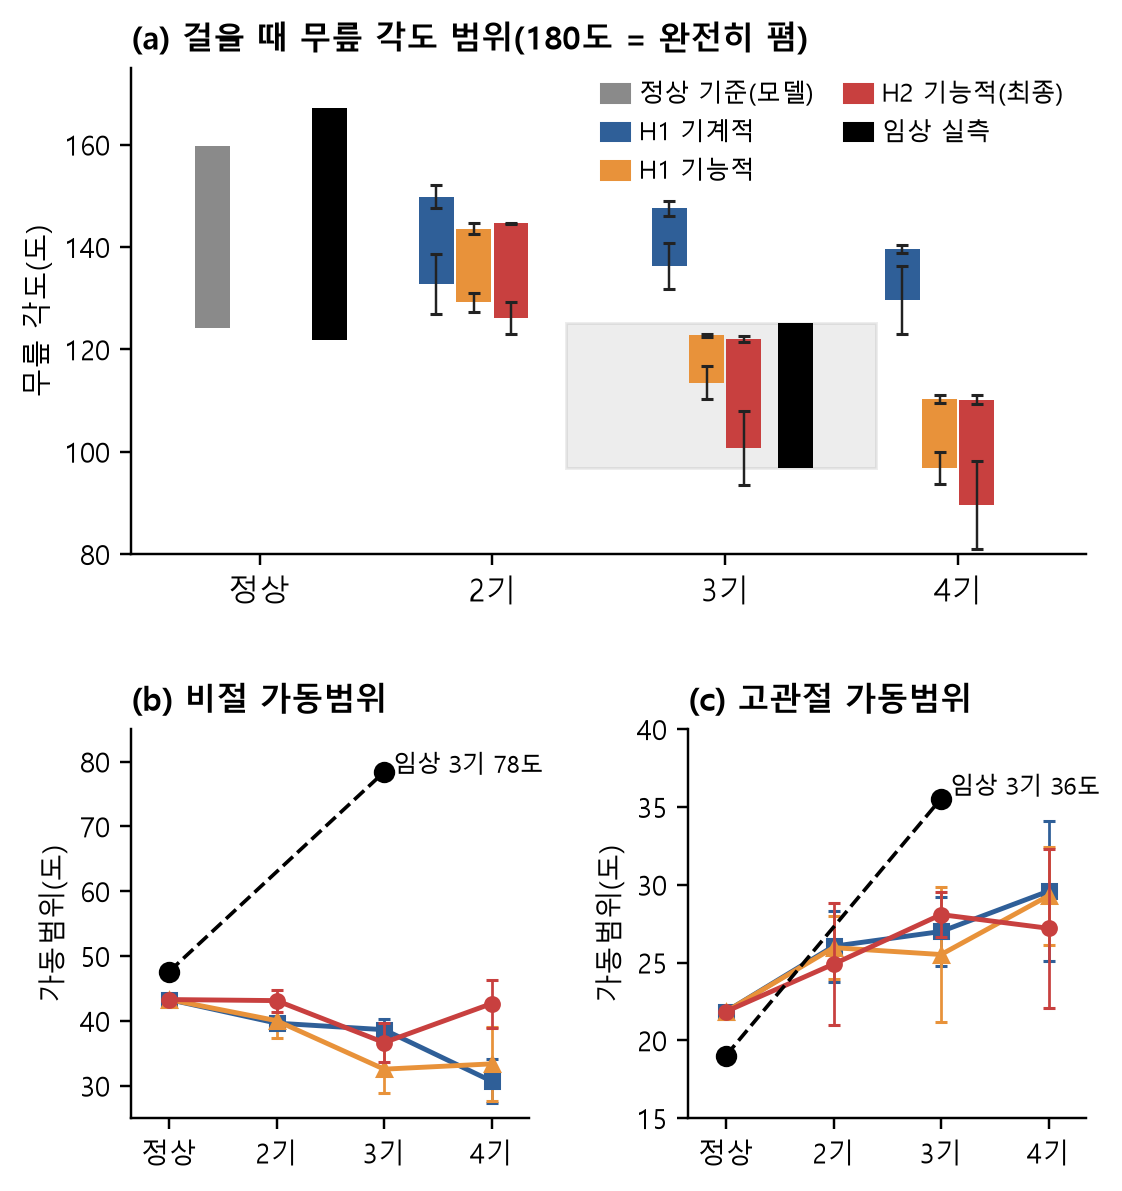 (a) 걸을 때 무릎 각도 범위(180도 = 완전히 폄)
정상 기준(모델)
H1 기계적
H1 기능적
H2 기능적(최종)
임상 실측
무릎 각도(도)
160
140
120
100
80
정상
2기
3기
4기
(b) 비절 가동범위
임상 3기 78도
가동범위(도)
80
70
60
50
40
30
정상
2기
3기
4기
(c) 고관절 가동범위
임상 3기 36도
가동범위(도)
40
35
30
25
20
15
정상
2기
3기
4기